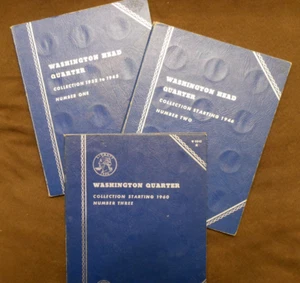 WASHINGTON HEAD
QUARTER
COLLECTION 1932 to 1945
NUMBER ONE
WASHINGTON HEAD
QUARTER
COLLECTION STARTING 1946
NUMBER TWO
WASHINGTON QUARTER
COLLECTION STARTING 1960
NUMBER THREE